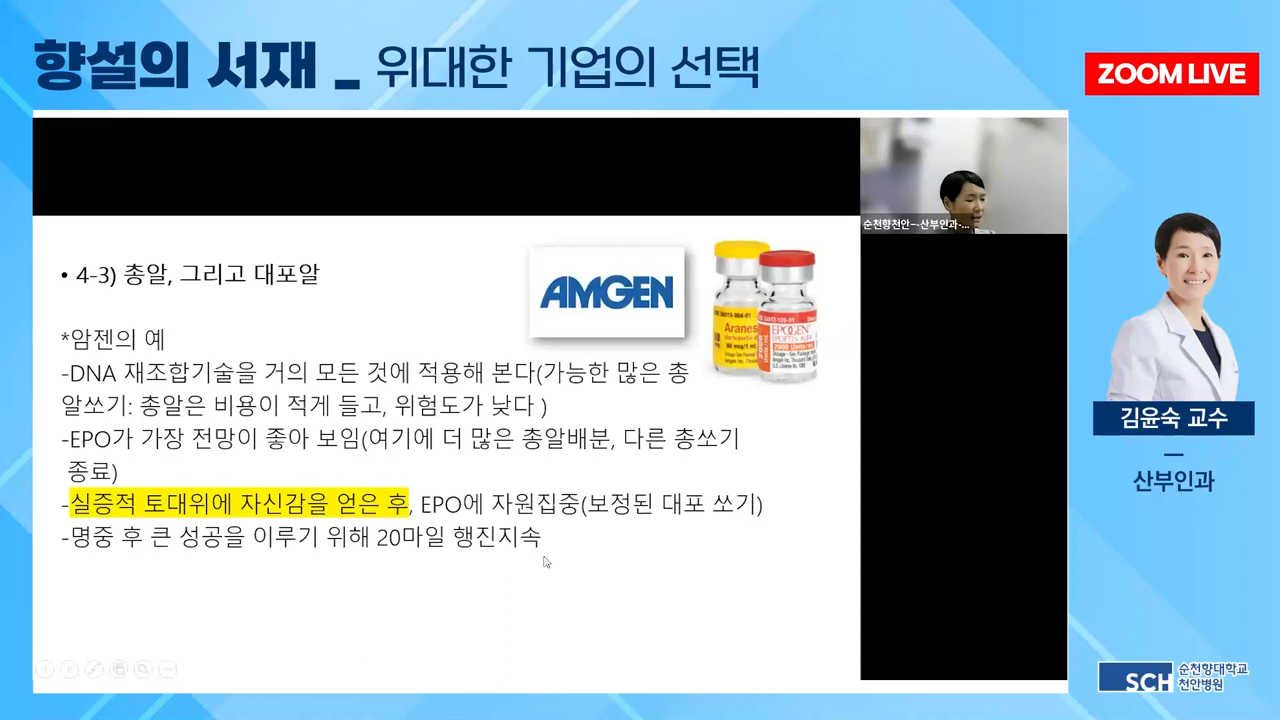 향설의 서재 _ 위대한 기업의 선택
ZOOM LIVE
순천향천안--산부인과-...
• 4-3) 총알, 그리고 대포알
AMGEN
Aranes
EPOGEN
EPOETIN ALFA
2000 Units/mL
*암젠의 예
-DNA 재조합기술을 거의 모든 것에 적용해 본다(가능한 많은 총
알쏘기: 총알은 비용이 적게 들고, 위험도가 낮다 )
-EPO가 가장 전망이 좋아 보임(여기에 더 많은 총알배분, 다른 총쏘기
종료)
-실증적 토대위에 자신감을 얻은 후, EPO에 자원집중(보정된 대포 쏘기)
-명중 후 큰 성공을 이루기 위해 20마일 행진지속
김윤숙 교수
산부인과
SCH 순천향대학교
천안병원